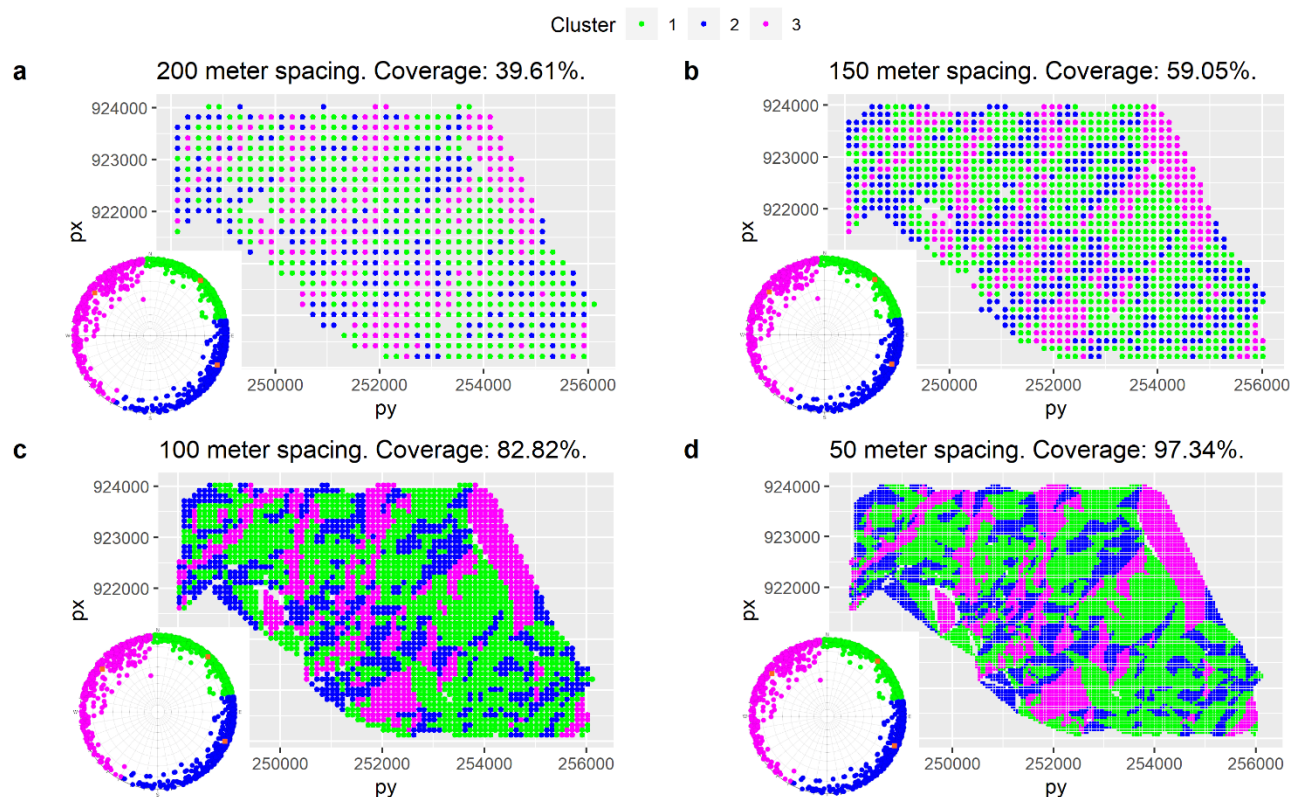 Cluster 1 2 3
a 200 meter spacing. Coverage: 39.61%.
924000
923000
922000
px
N
W E
S
250000 252000 254000 256000
py
b 150 meter spacing. Coverage: 59.05%.
924000
923000
922000
px
N
W E
S
250000 252000 254000 256000
py
c 100 meter spacing. Coverage: 82.82%.
924000
923000
922000
px
N
W E
S
250000 252000 254000 256000
py
d 50 meter spacing. Coverage: 97.34%.
924000
923000
922000
px
N
W E
S
250000 252000 254000 256000
py